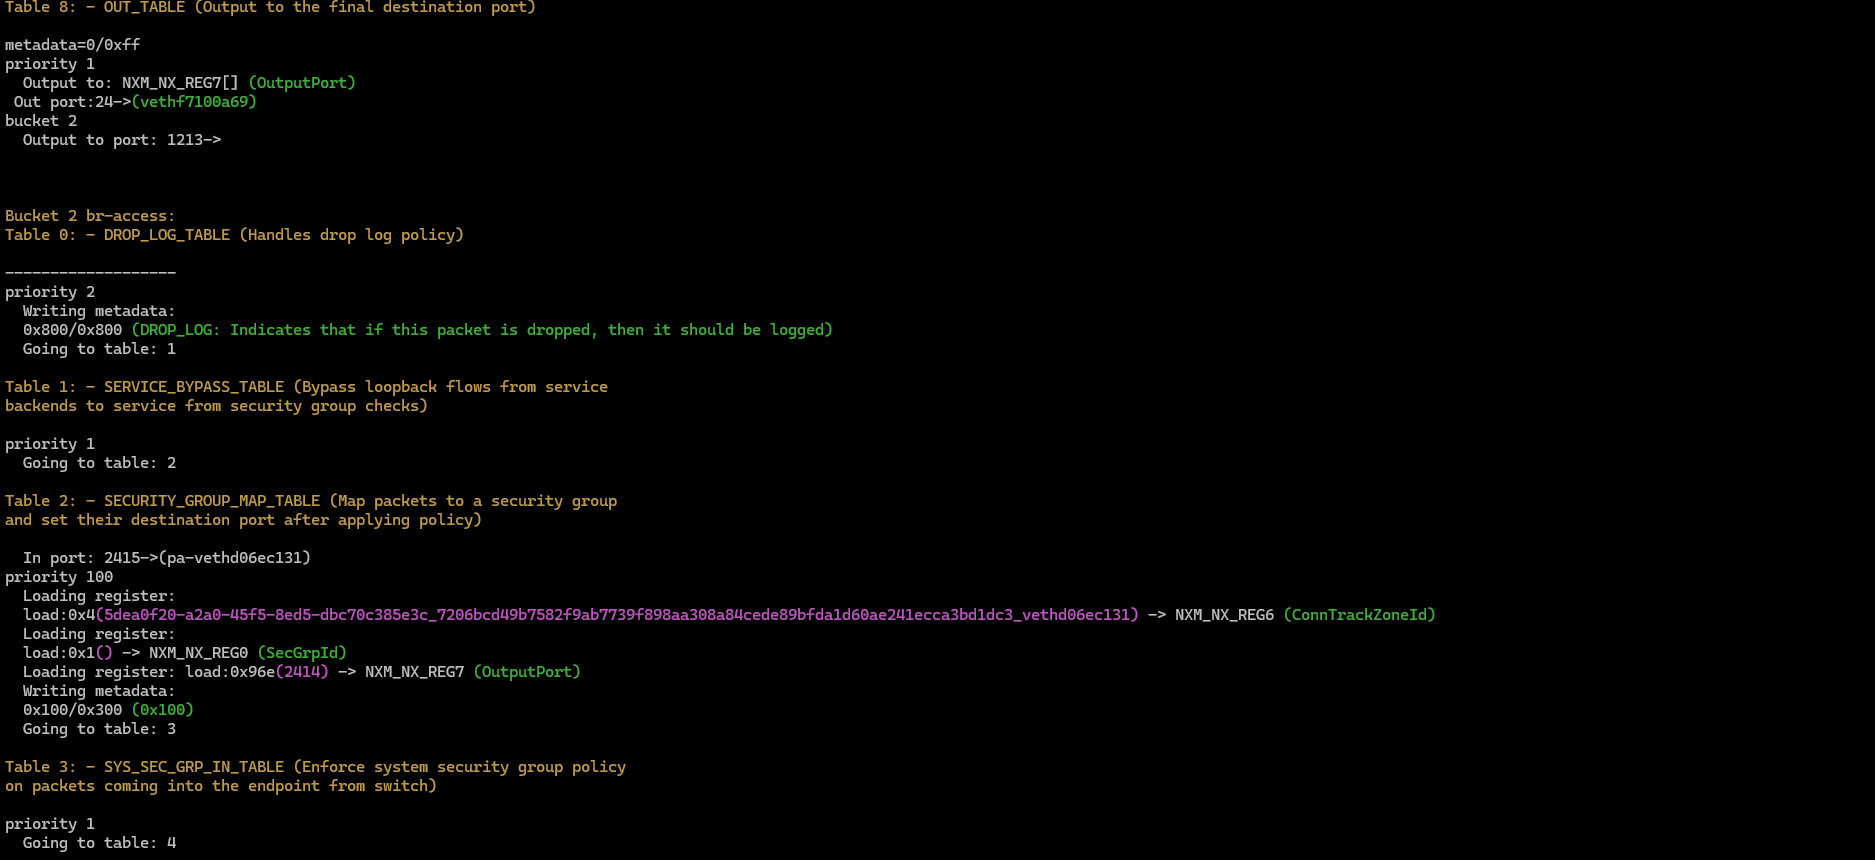 Table 8: - OUT_TABLE (Output to the final destination port)
metadata=0/0xff
priority 1
Output to: NXM_NX_REG7[] (OutputPort)
Out port:24->(vethf7100a69)
bucket 2
Output to port: 1213->
Bucket 2 br-access:
Table 0: - DROP_LOG_TABLE (Handles drop log policy)
-------------------
priority 2
Writing metadata:
0x800/0x800 (DROP_LOG: Indicates that if this packet is dropped, then it should be logged)
Going to table: 1
Table 1: - SERVICE_BYPASS_TABLE (Bypass loopback flows from service
backends to service from security group checks)
priority 1
Going to table: 2
Table 2: - SECURITY_GROUP_MAP_TABLE (Map packets to a security group
and set their destination port after applying policy)
In port: 2415->(pa-vethd06ec131)
priority 100
Loading register:
load:0x4(5dea0f20-a2a0-45f5-8ed5-dbc70c385e3c_7206bcd49b7582f9ab7739f898aa308a84cede89bfda1d60ae241ecca3bd1dc3_vethd06ec131) -> NXM_NX_REG6 (ConnTrackZoneId)
Loading register:
load:0x1() -> NXM_NX_REG0 (SecGrpId)
Loading register: load:0x96e(2414) -> NXM_NX_REG7 (OutputPort)
Writing metadata:
0x100/0x300 (0x100)
Going to table: 3
Table 3: - SYS_SEC_GRP_IN_TABLE (Enforce system security group policy
on packets coming into the endpoint from switch)
priority 1
Going to table: 4